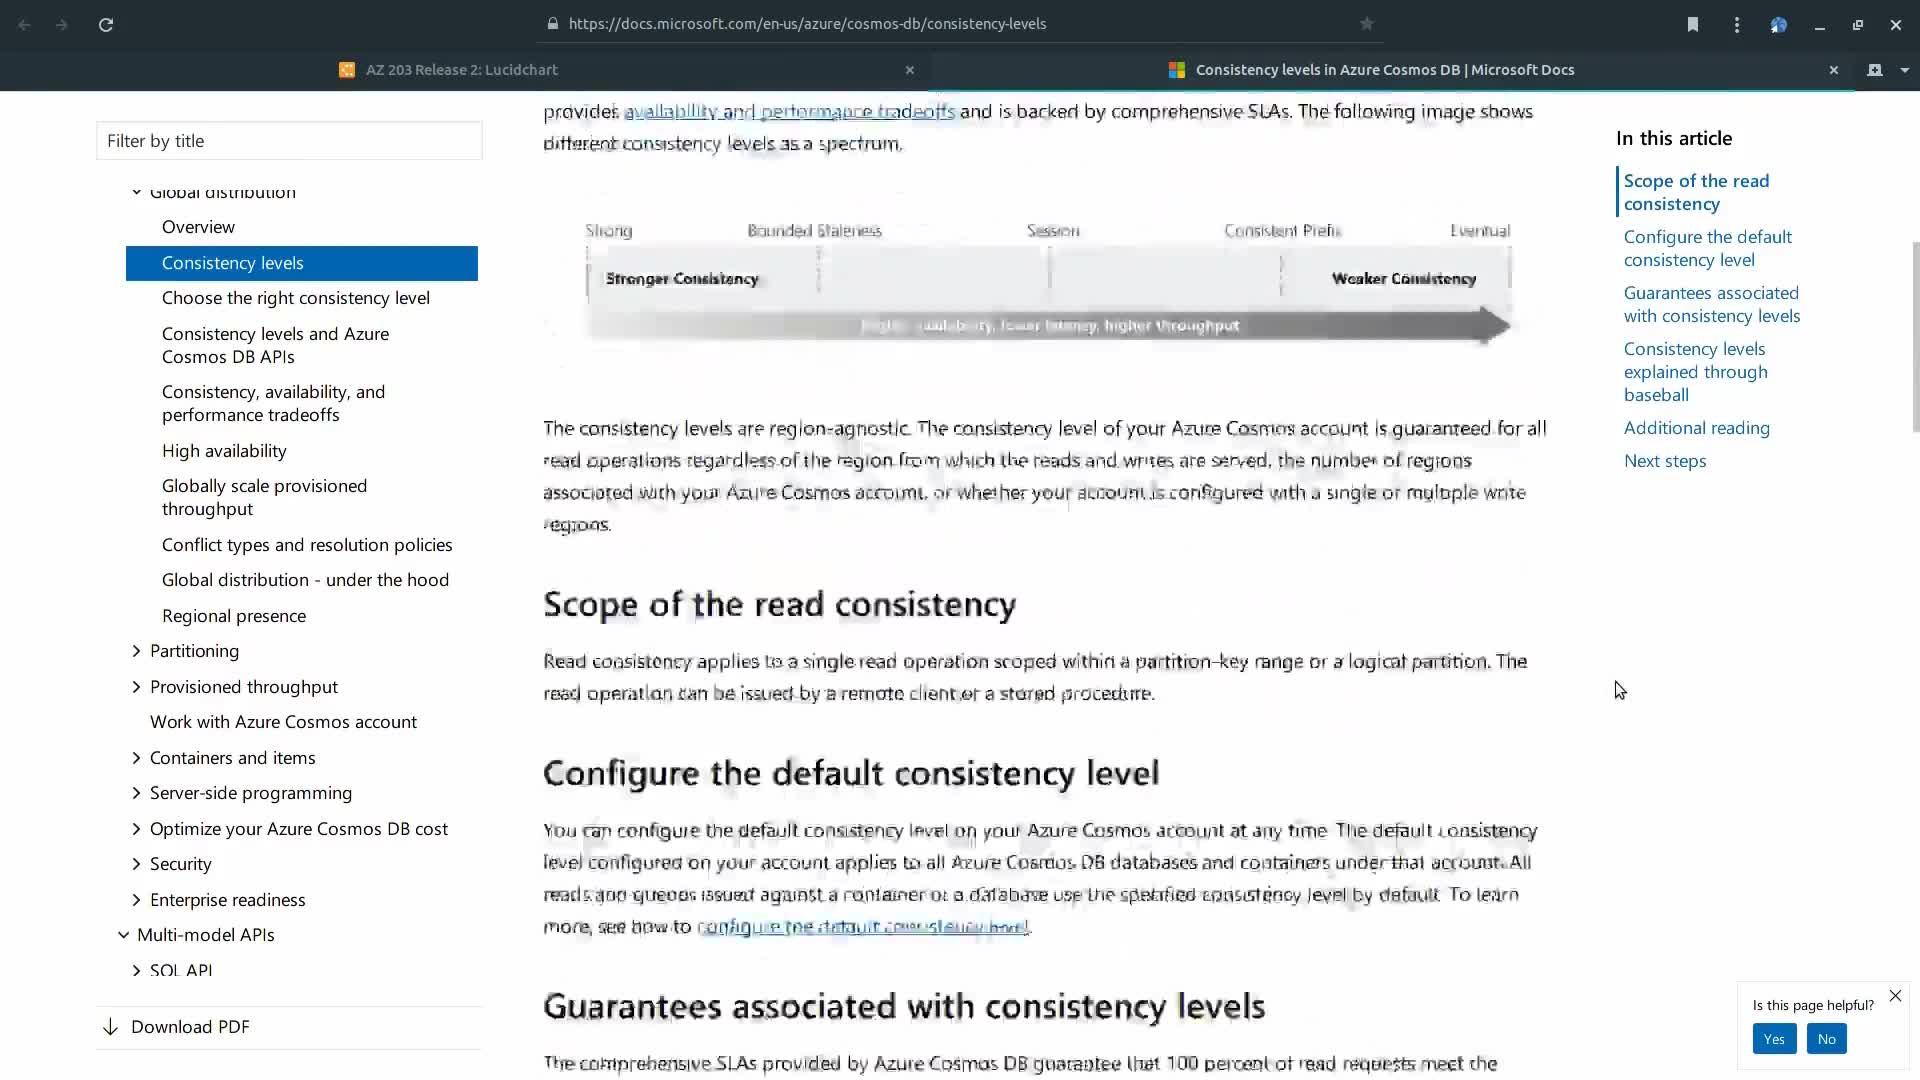 https://docs.microsoft.com/en-us/azure/cosmos-db/consistency-levels
AZ 203 Release 2: Lucidchart
Consistency levels in Azure Cosmos DB | Microsoft Docs
Filter by title
Global distribution
Overview
Consistency levels
Choose the right consistency level
Consistency levels and Azure
Cosmos DB APIs
Consistency, availability, and
performance tradeoffs
High availability
Globally scale provisioned
throughput
Conflict types and resolution policies
Global distribution - under the hood
Regional presence
Partitioning
Provisioned throughput
Work with Azure Cosmos account
Containers and items
Server-side programming
Optimize your Azure Cosmos DB cost
Security
Enterprise readiness
Multi-model APIs
SQL API
Download PDF
provides availability and performance tradeoffs and is backed by comprehensive SLAs. The following image shows
different consistency levels as a spectrum.
Strong Bounded Staleness Session Consistent Prefix Eventual
Stronger Consistency Weaker Consistency
Higher availability, lower latency, higher throughput
The consistency levels are region-agnostic. The consistency level of your Azure Cosmos account is guaranteed for all
read operations regardless of the region from which the reads and writes are served, the number of regions
associated with your Azure Cosmos account, or whether your account is configured with a single or multiple write
regions.
Scope of the read consistency
Read consistency applies to a single read operation scoped within a partition-key range or a logical partition. The
read operation can be issued by a remote client or a stored procedure.
Configure the default consistency level
You can configure the default consistency level on your Azure Cosmos account at any time. The default consistency
level configured on your account applies to all Azure Cosmos DB databases and containers under that account. All
reads and queries issued against a container or a database use the specified consistency level by default. To learn
more, see how to configure the default consistency level.
Guarantees associated with consistency levels
The comprehensive SLAs provided by Azure Cosmos DB guarantee that 100 percent of read requests meet the
In this article
Scope of the read
consistency
Configure the default
consistency level
Guarantees associated
with consistency levels
Consistency levels
explained through
baseball
Additional reading
Next steps
Is this page helpful?
Yes No